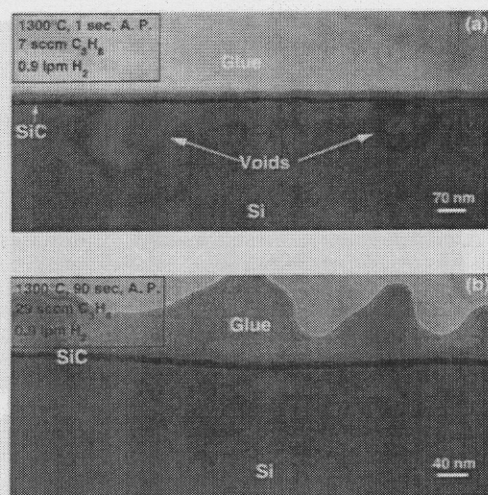 1300°C, 1 sec, A. P.
7 sccm C₃H₈
0.9 lpm H₂
(a)
Glue
SiC
Voids
Si
70 nm
1300°C, 90 sec, A. P.
29 sccm C₃H₈
0.9 lpm H₂
(b)
Glue
SiC
Si
40 nm